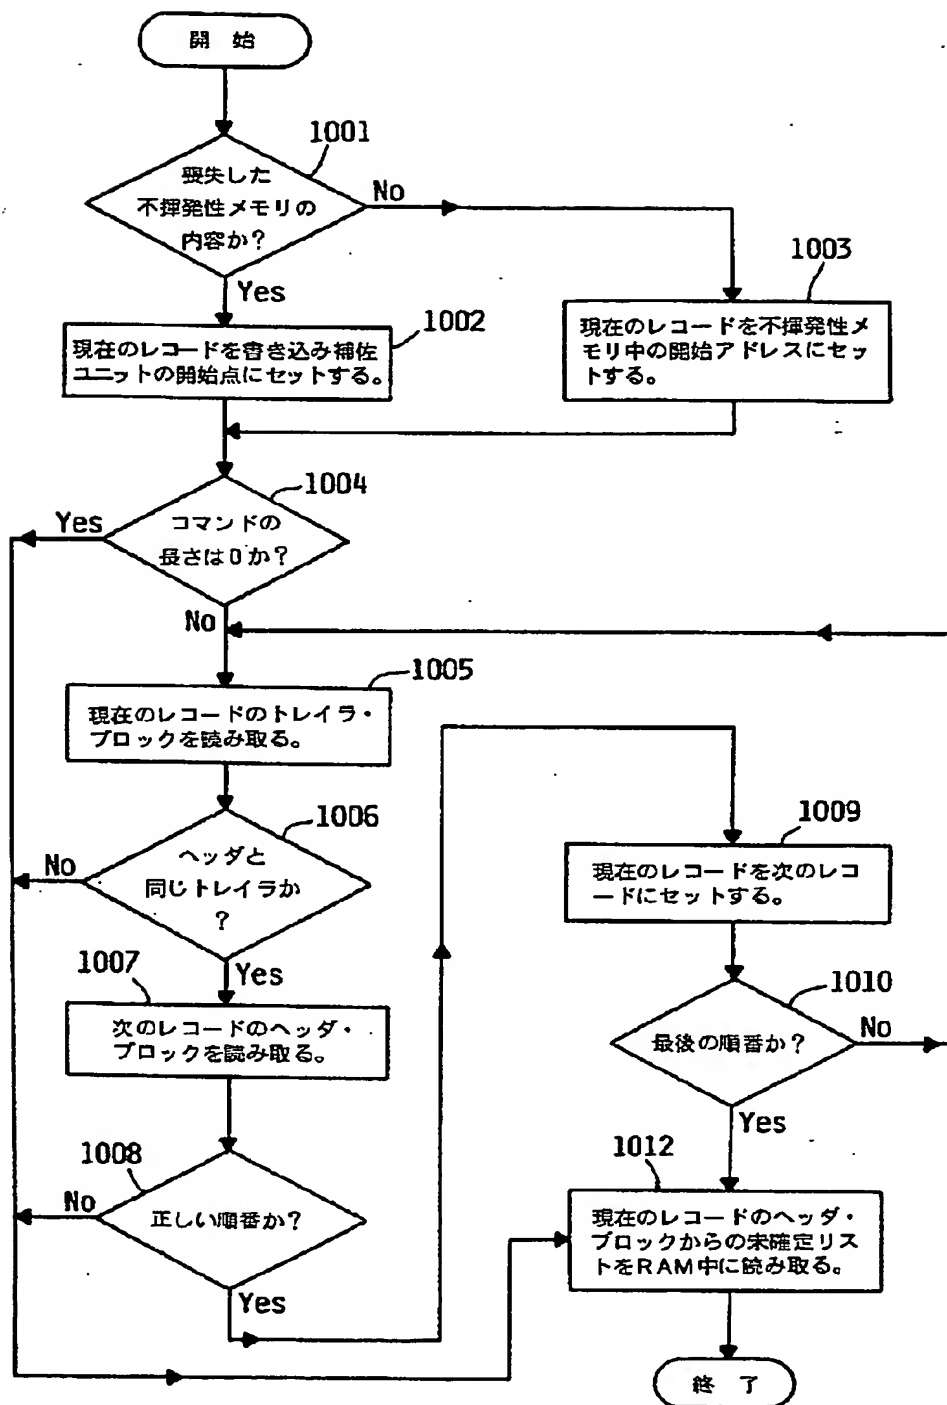 開始
1001
喪失した
不揮発性メモリの
内容か?
No
Yes
1002
現在のレコードを書き込み補佐
ユニットの開始点にセットする。
1003
現在のレコードを不揮発性メ
モリ中の開始アドレスにセッ
トする。
1004
コマンドの
長さは0か?
Yes
No
1005
現在のレコードのトレイラ・
ブロックを読み取る。
1006
ヘッダと
同じトレイラか
?
No
Yes
1007
次のレコードのヘッダ・
ブロックを読み取る。
1008
正しい順番か?
No
Yes
1009
現在のレコードを次のレコ
ードにセットする。
1010
最後の順番か?
No
Yes
1012
現在のレコードのヘッダ・
ブロックからの未確定リス
トをRAM中に読み取る。
終了